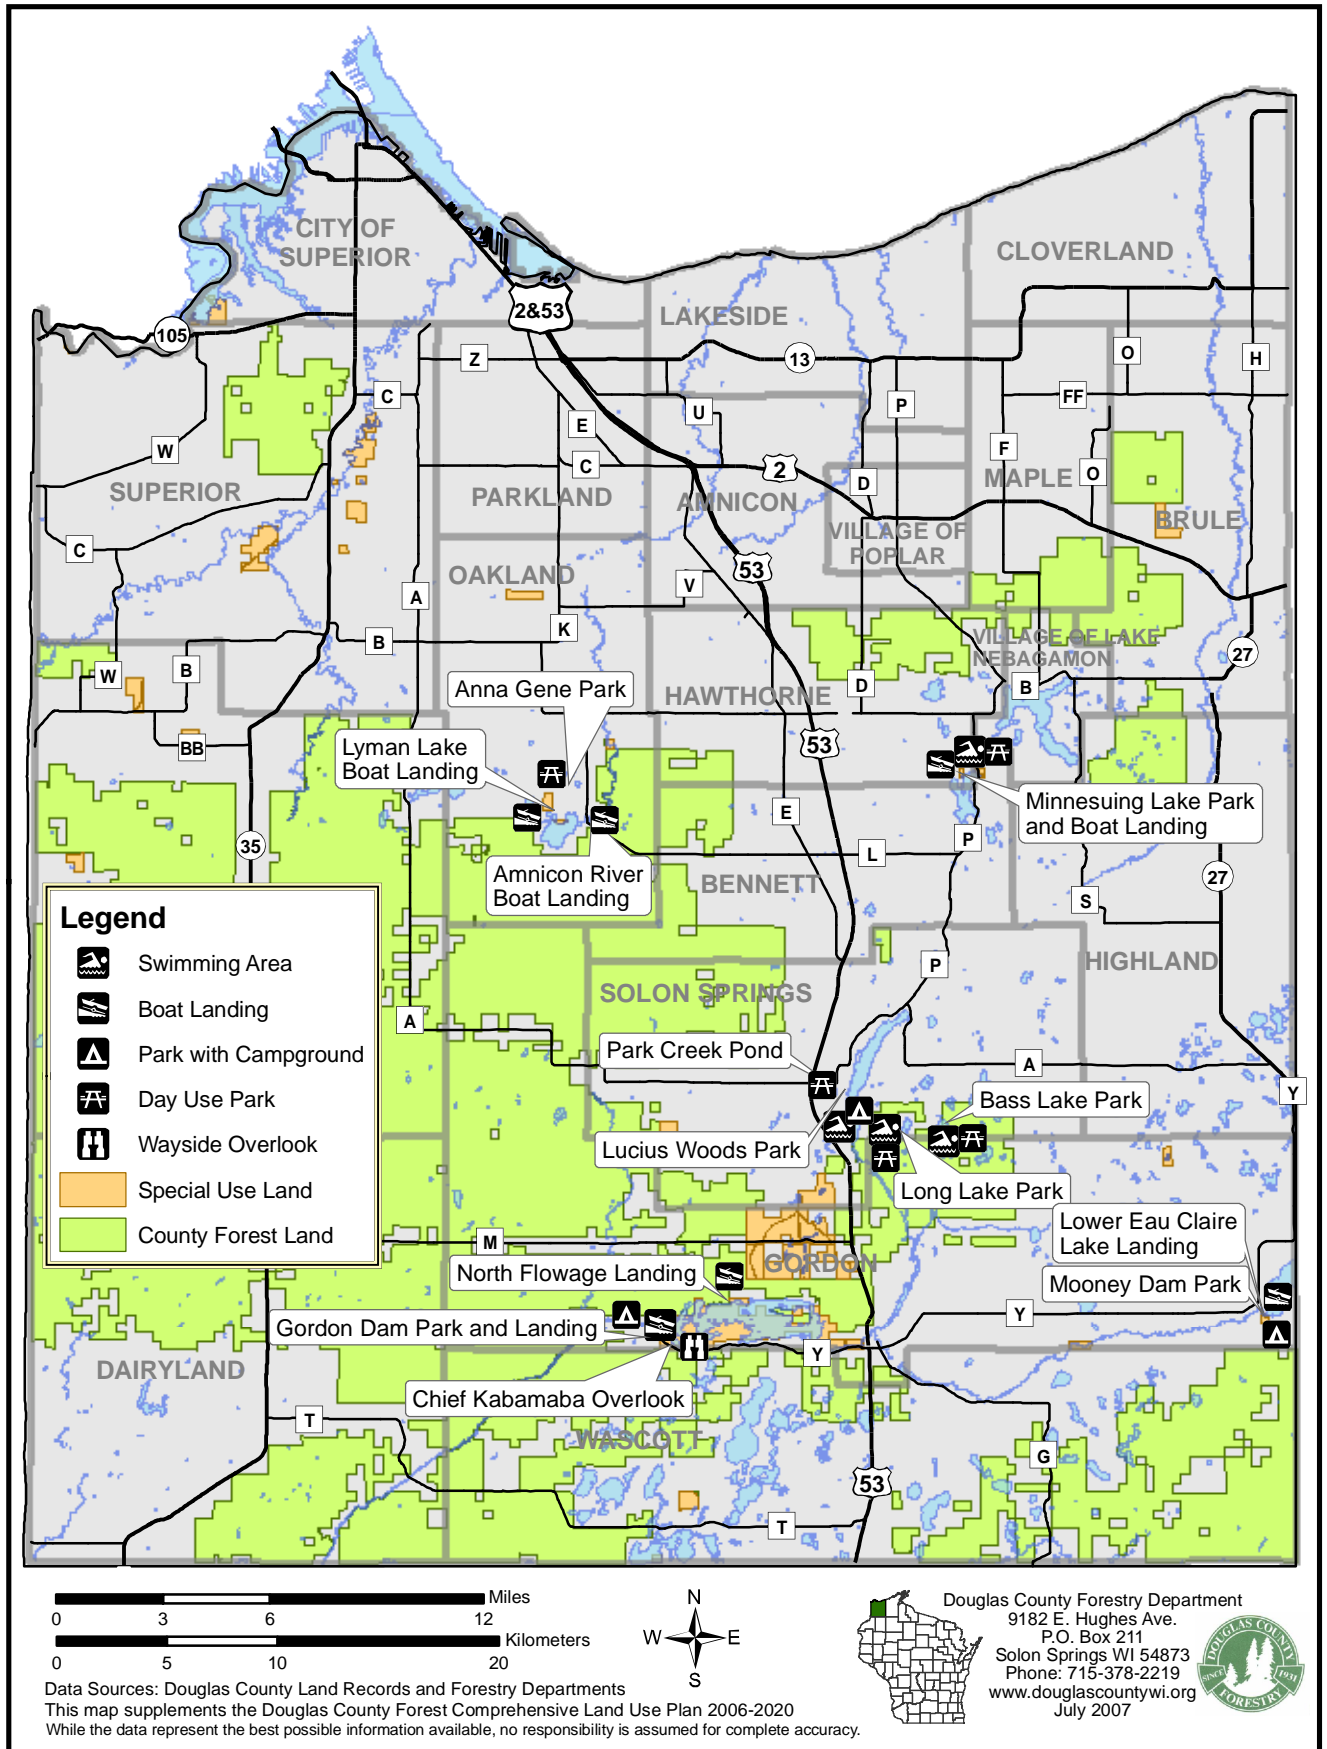 CITY OF
SUPERIOR
CLOVERLAND
2&53
LAKESIDE
105
Z
13
O
H
C
FF
P
U
E
F
W
C
2
MAPLE
O
SUPERIOR
PARKLAND
AMNICON
D
BRULE
VILLAGE OF
POPLAR
C
53
OAKLAND
V
A
K
B
VILLAGE OF LAKE
NEBAGAMON
27
B
W
Anna Gene Park
HAWTHORNE
D
B
BB
Lyman Lake
Boat Landing
53
Minnesuing Lake Park
and Boat Landing
E
P
35
L
Amnicon River
Boat Landing
BENNETT
27
S
Legend
Swimming Area
Boat Landing
Park with Campground
Day Use Park
Wayside Overlook
Special Use Land
County Forest Land
P
HIGHLAND
SOLON SPRINGS
A
Park Creek Pond
A
Y
Bass Lake Park
Lucius Woods Park
Long Lake Park
Lower Eau Claire
Lake Landing
M
GORDON
North Flowage Landing
Mooney Dam Park
Gordon Dam Park and Landing
Y
Y
DAIRYLAND
Chief Kabamaba Overlook
T
WASCOTT
G
53
T
Miles
0 3 6 12
Kilometers
0 5 10 20
N
W E
S
Data Sources: Douglas County Land Records and Forestry Departments
This map supplements the Douglas County Forest Comprehensive Land Use Plan 2006-2020
While the data represent the best possible information available, no responsibility is assumed for complete accuracy.
Douglas County Forestry Department
9182 E. Hughes Ave.
P.O. Box 211
Solon Springs WI 54873
Phone: 715-378-2219
www.douglascountywi.org
July 2007
DOUGLAS COUNTY
SINCE 1931
FORESTRY